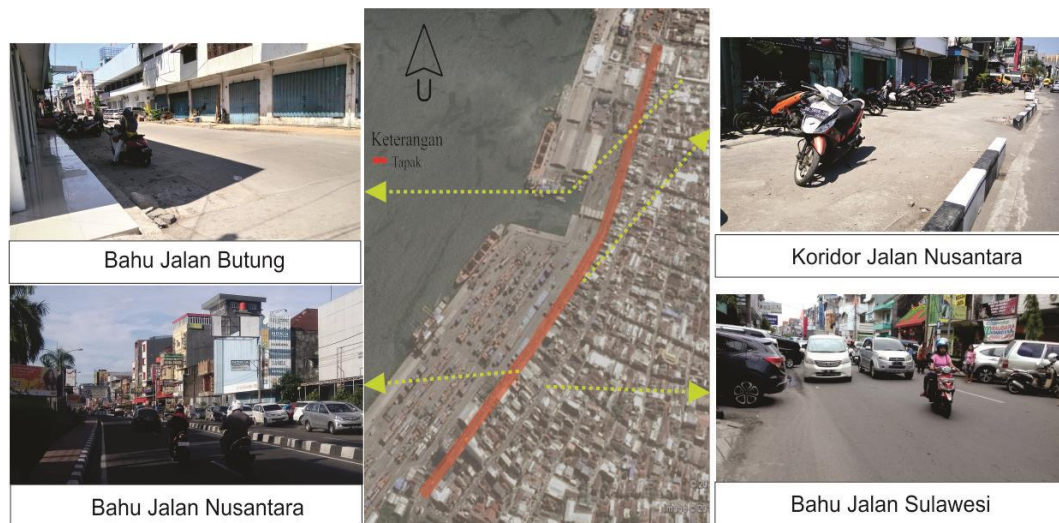 Bahu Jalan Butung
Bahu Jalan Nusantara
U
Keterangan
Tapak
Koridor Jalan Nusantara
Bahu Jalan Sulawesi